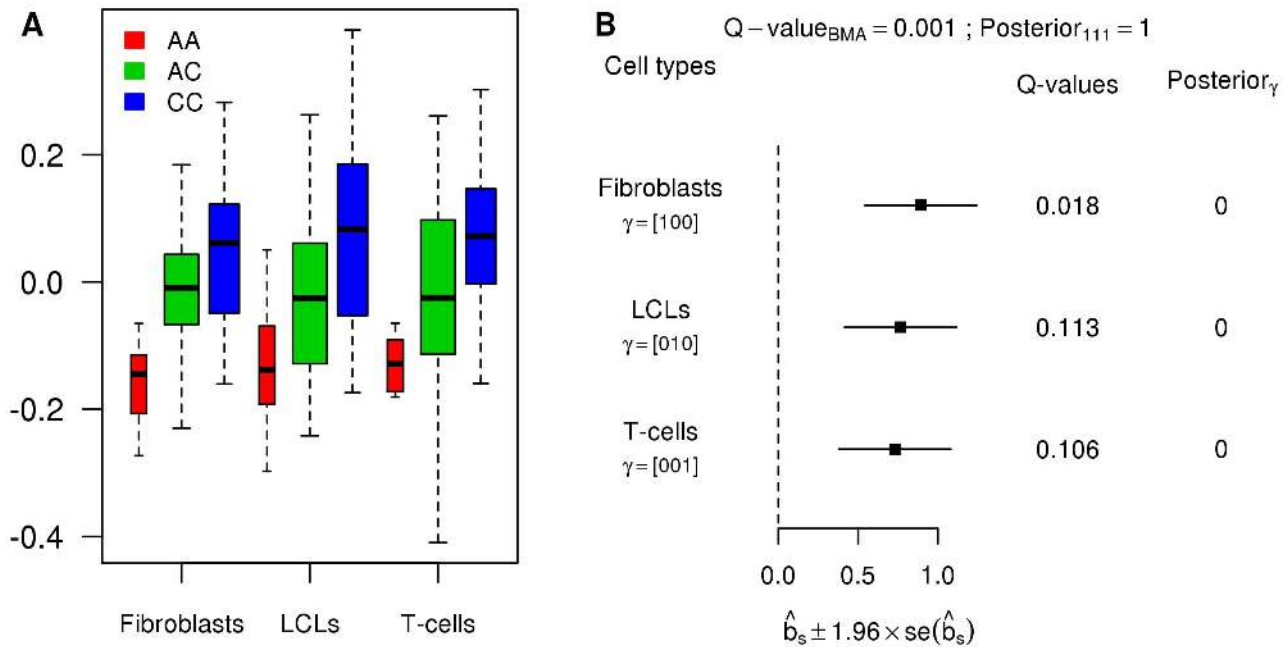 A
AA
AC
CC
0.2
0.0
-0.2
-0.4
Fibroblasts LCLs T-cells
B
Q−value_BMA = 0.001 ; Posterior_111 = 1
Cell types Q-values Posterior_γ
Fibroblasts 0.018 0
γ = [100]
LCLs 0.113 0
γ = [010]
T-cells 0.106 0
γ = [001]
0.0 0.5 1.0
b̂_s ± 1.96 × se(b̂_s)